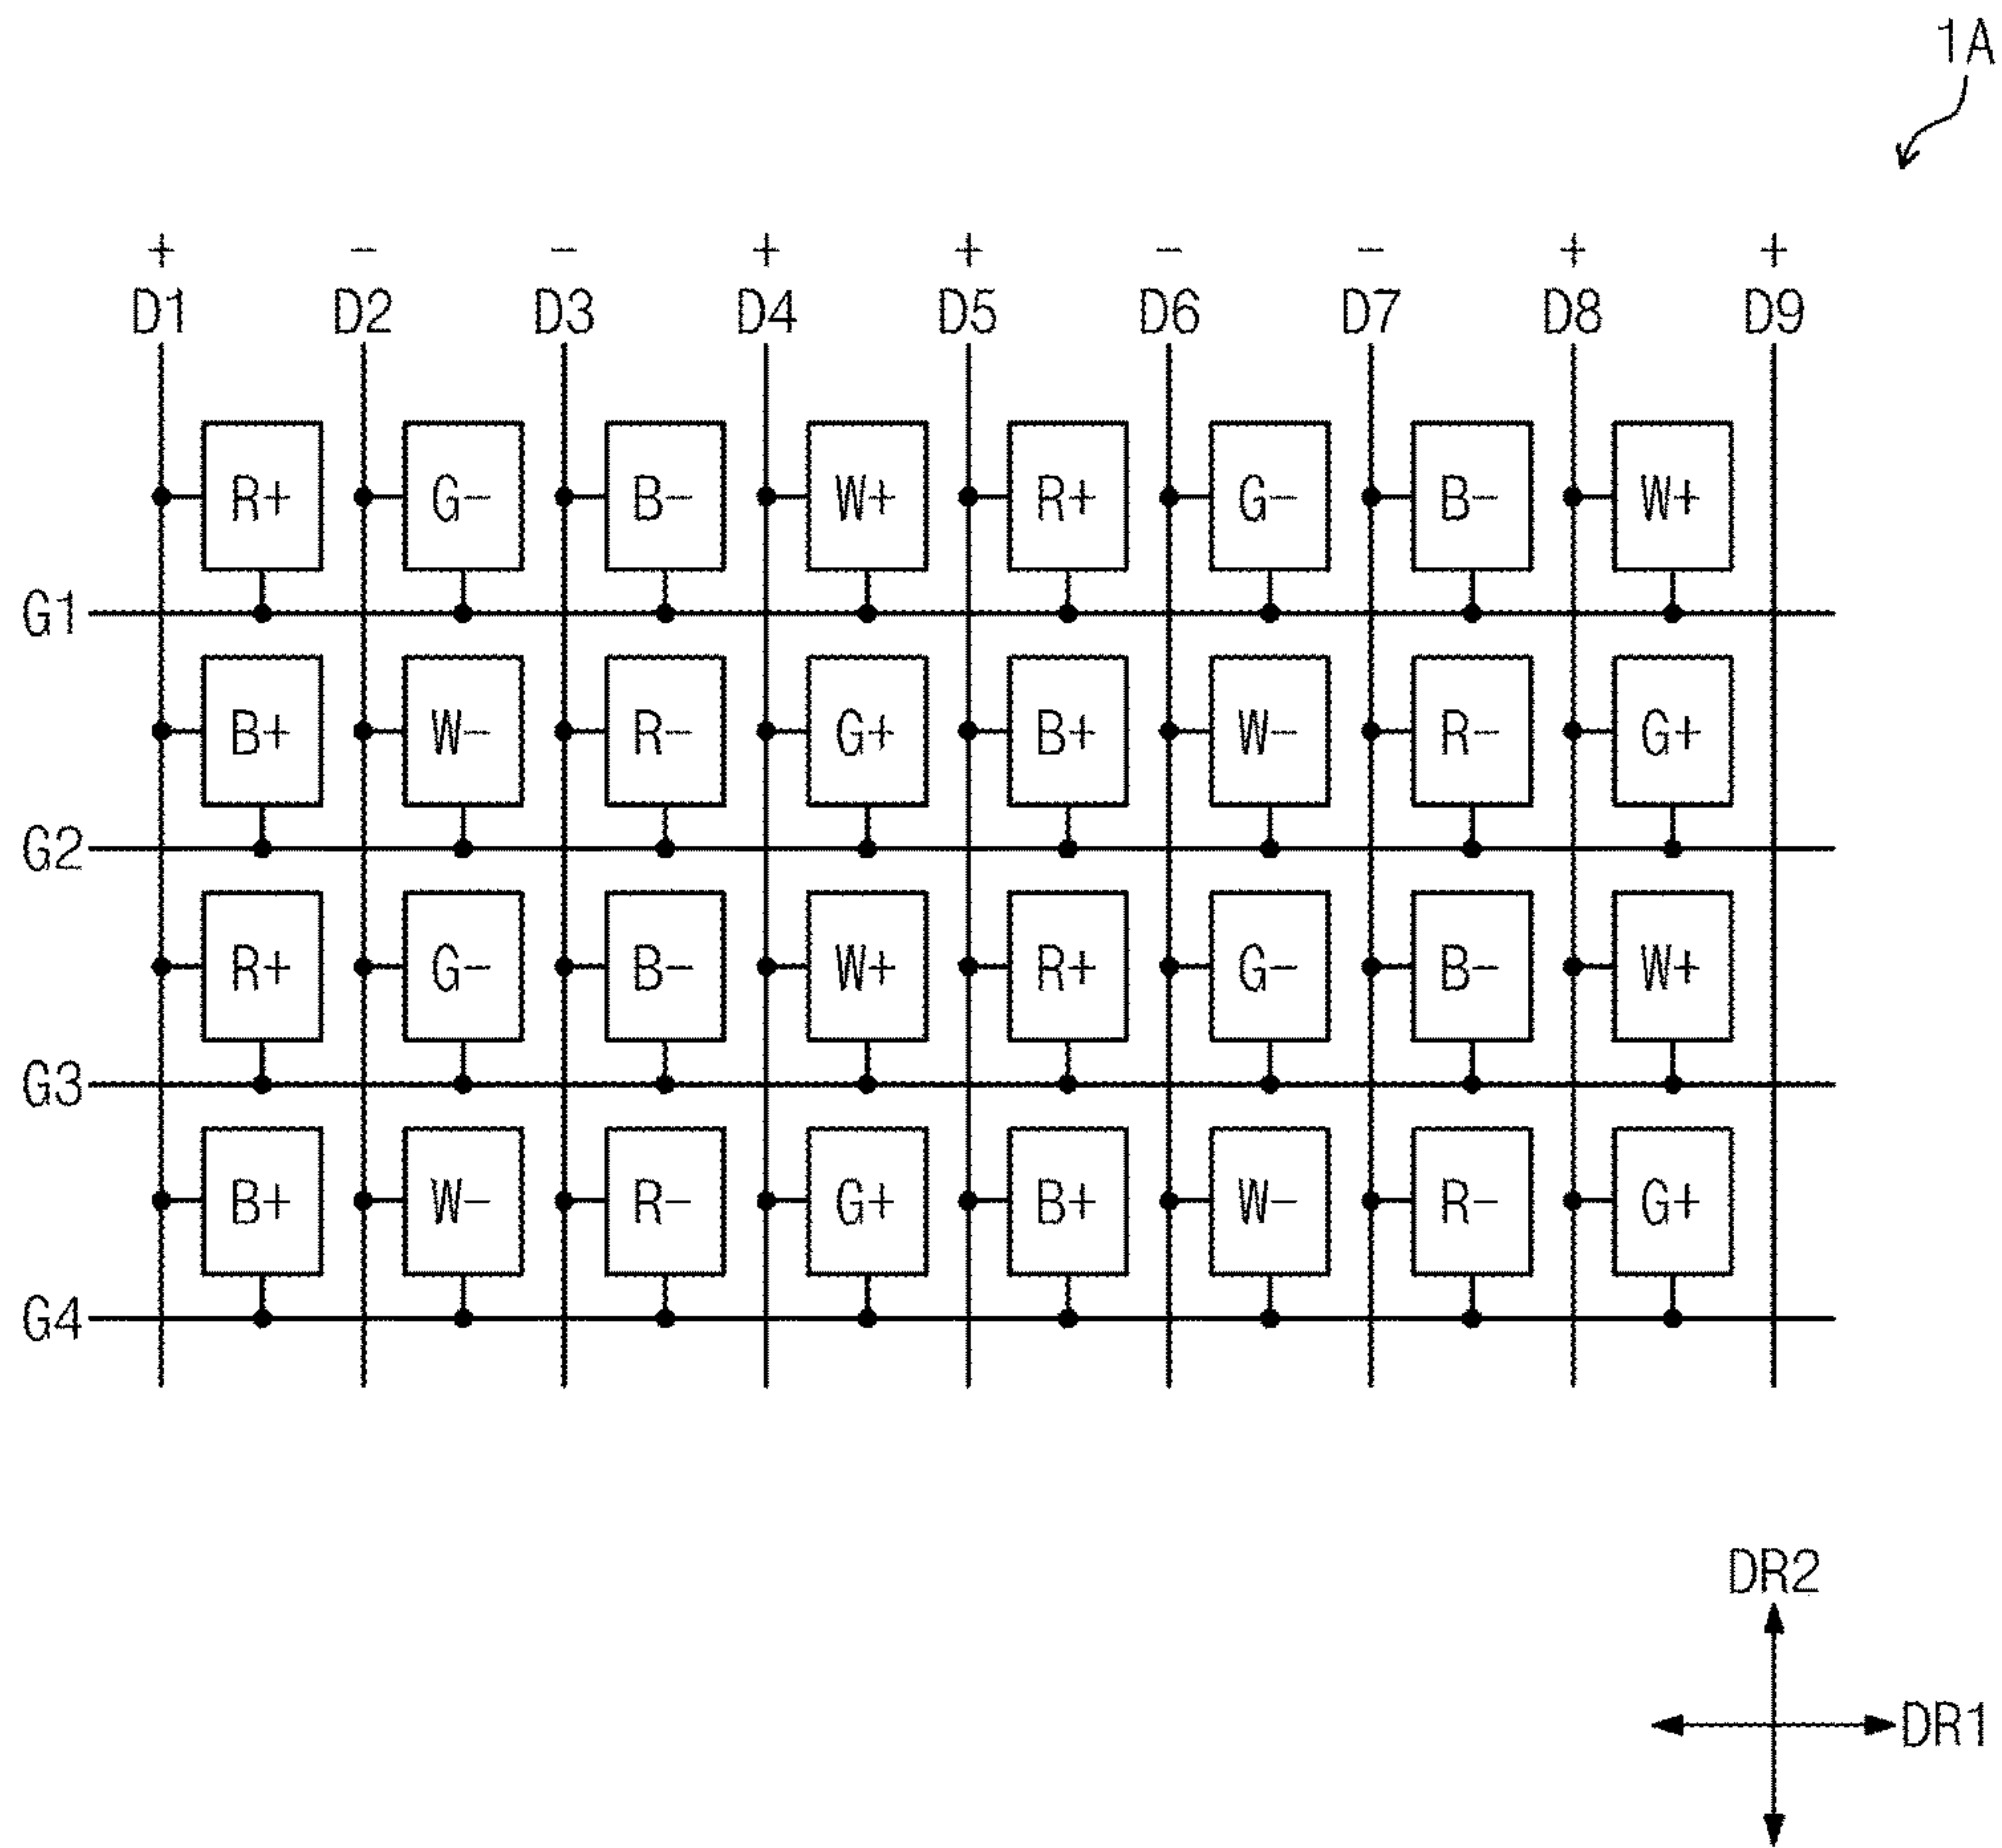 1A
+ - - + + - - + +
D1 D2 D3 D4 D5 D6 D7 D8 D9
R+ G- B- W+ R+ G- B- W+
G1
B+ W- R- G+ B+ W- R- G+
G2
R+ G- B- W+ R+ G- B- W+
G3
B+ W- R- G+ B+ W- R- G+
G4
DR2
DR1